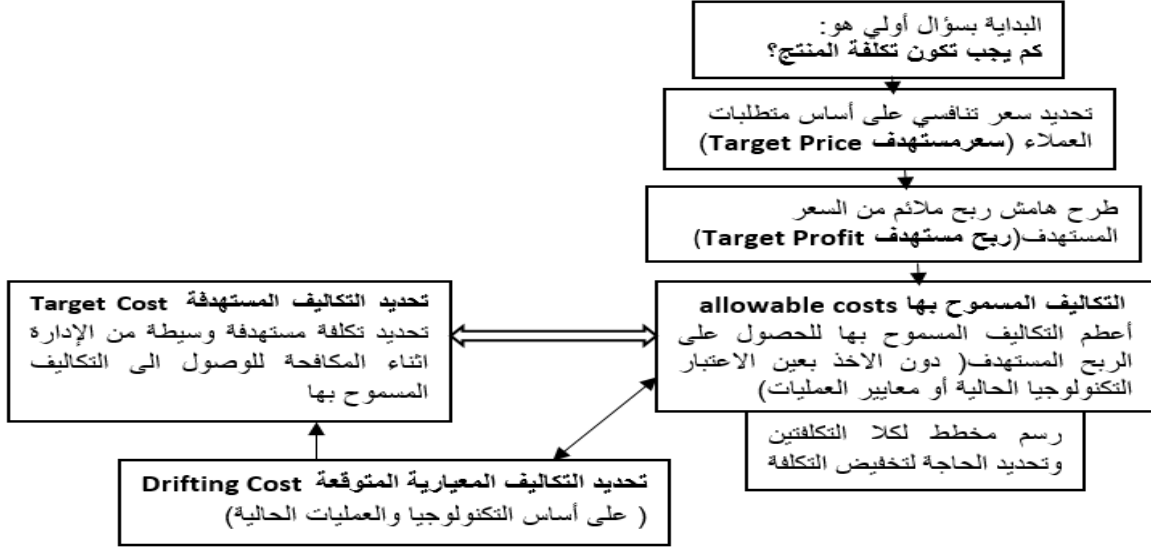 البداية بسؤال أولي هو:
كم يجب تكون تكلفة المنتج؟
تحديد سعر تنافسي على أساس متطلبات
العملاء (سعرمستهدف Target Price)
طرح هامش ربح ملائم من السعر
المستهدف(ربح مستهدف Target Profit)
التكاليف المسموح بها allowable costs
أعظم التكاليف المسموح بها للحصول على
الربح المستهدف( دون الاخذ بعين الاعتبار
التكنولوجيا الحالية أو معايير العمليات)
تحديد التكاليف المستهدفة Target Cost
تحديد تكلفة مستهدفة وسيطة من الإدارة
اثناء المكافحة للوصول الى التكاليف
المسموح بها
رسم مخطط لكلا التكلفتين
وتحديد الحاجة لتخفيض التكلفة
تحديد التكاليف المعيارية المتوقعة Drifting Cost
( على أساس التكنولوجيا والعمليات الحالية)